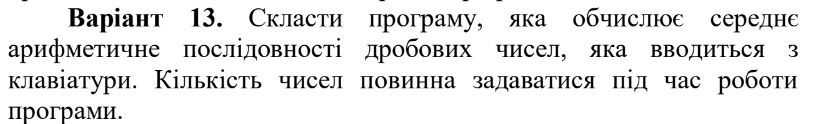 Варіант 13. Скласти програму, яка обчислює середнє
арифметичне послідовності дробових чисел, яка вводиться з
клавіатури. Кількість чисел повинна задаватися під час роботи
програми.